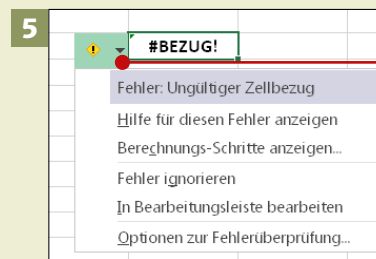 5
#BEZUG!
Fehler: Ungültiger Zellbezug
Hilfe für diesen Fehler anzeigen
Berechnungs-Schritte anzeigen...
Fehler ignorieren
In Bearbeitungsleiste bearbeiten
Optionen zur Fehlerüberprüfung...